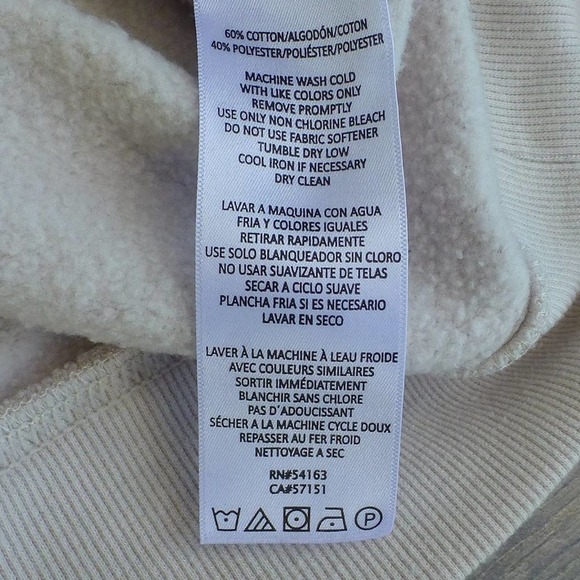 60% COTTON/ALGODÓN/COTON
40% POLYESTER/POLIÉSTER/POLYESTER
MACHINE WASH COLD
WITH LIKE COLORS ONLY
REMOVE PROMPTLY
USE ONLY NON CHLORINE BLEACH
DO NOT USE FABRIC SOFTENER
TUMBLE DRY LOW
COOL IRON IF NECESSARY
DRY CLEAN
LAVAR A MAQUINA CON AGUA
FRIA Y COLORES IGUALES
RETIRAR RAPIDAMENTE
USE SOLO BLANQUEADOR SIN CLORO
NO USAR SUAVIZANTE DE TELAS
SECAR A CICLO SUAVE
PLANCHA FRIA SI ES NECESARIO
LAVAR EN SECO
LAVER À LA MACHINE À LEAU FROIDE
AVEC COULEURS SIMILAIRES
SORTIR IMMÉDIATEMENT
BLANCHIR SANS CHLORE
PAS D'ADOUCISSANT
SÉCHER À LA MACHINE CYCLE DOUX
REPASSER AU FER FROID
NETTOYAGE A SEC
RN#54163
CA#57151
P